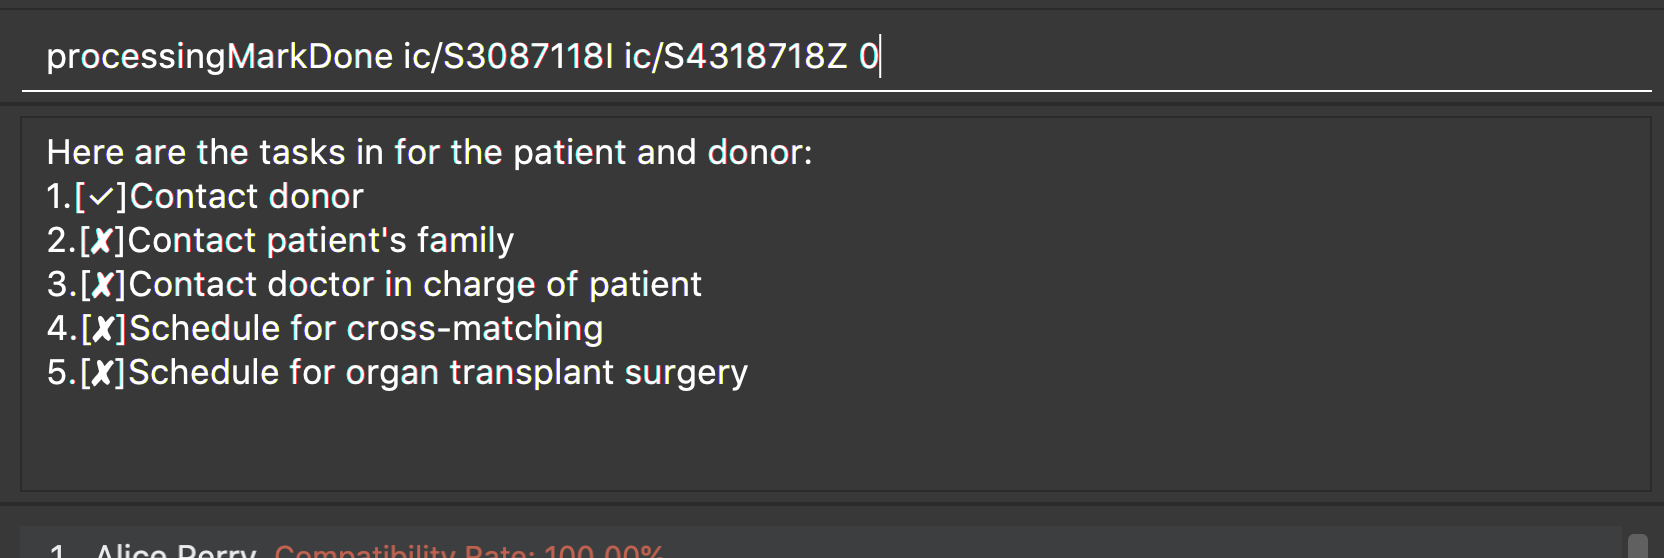 processingMarkDone ic/S3087118I ic/S4318718Z 0
Here are the tasks in for the patient and donor:
1.[✓]Contact donor
2.[✘]Contact patient's family
3.[✘]Contact doctor in charge of patient
4.[✘]Schedule for cross-matching
5.[✘]Schedule for organ transplant surgery
1. Alice Perry Compatibility Rate: 100.00%